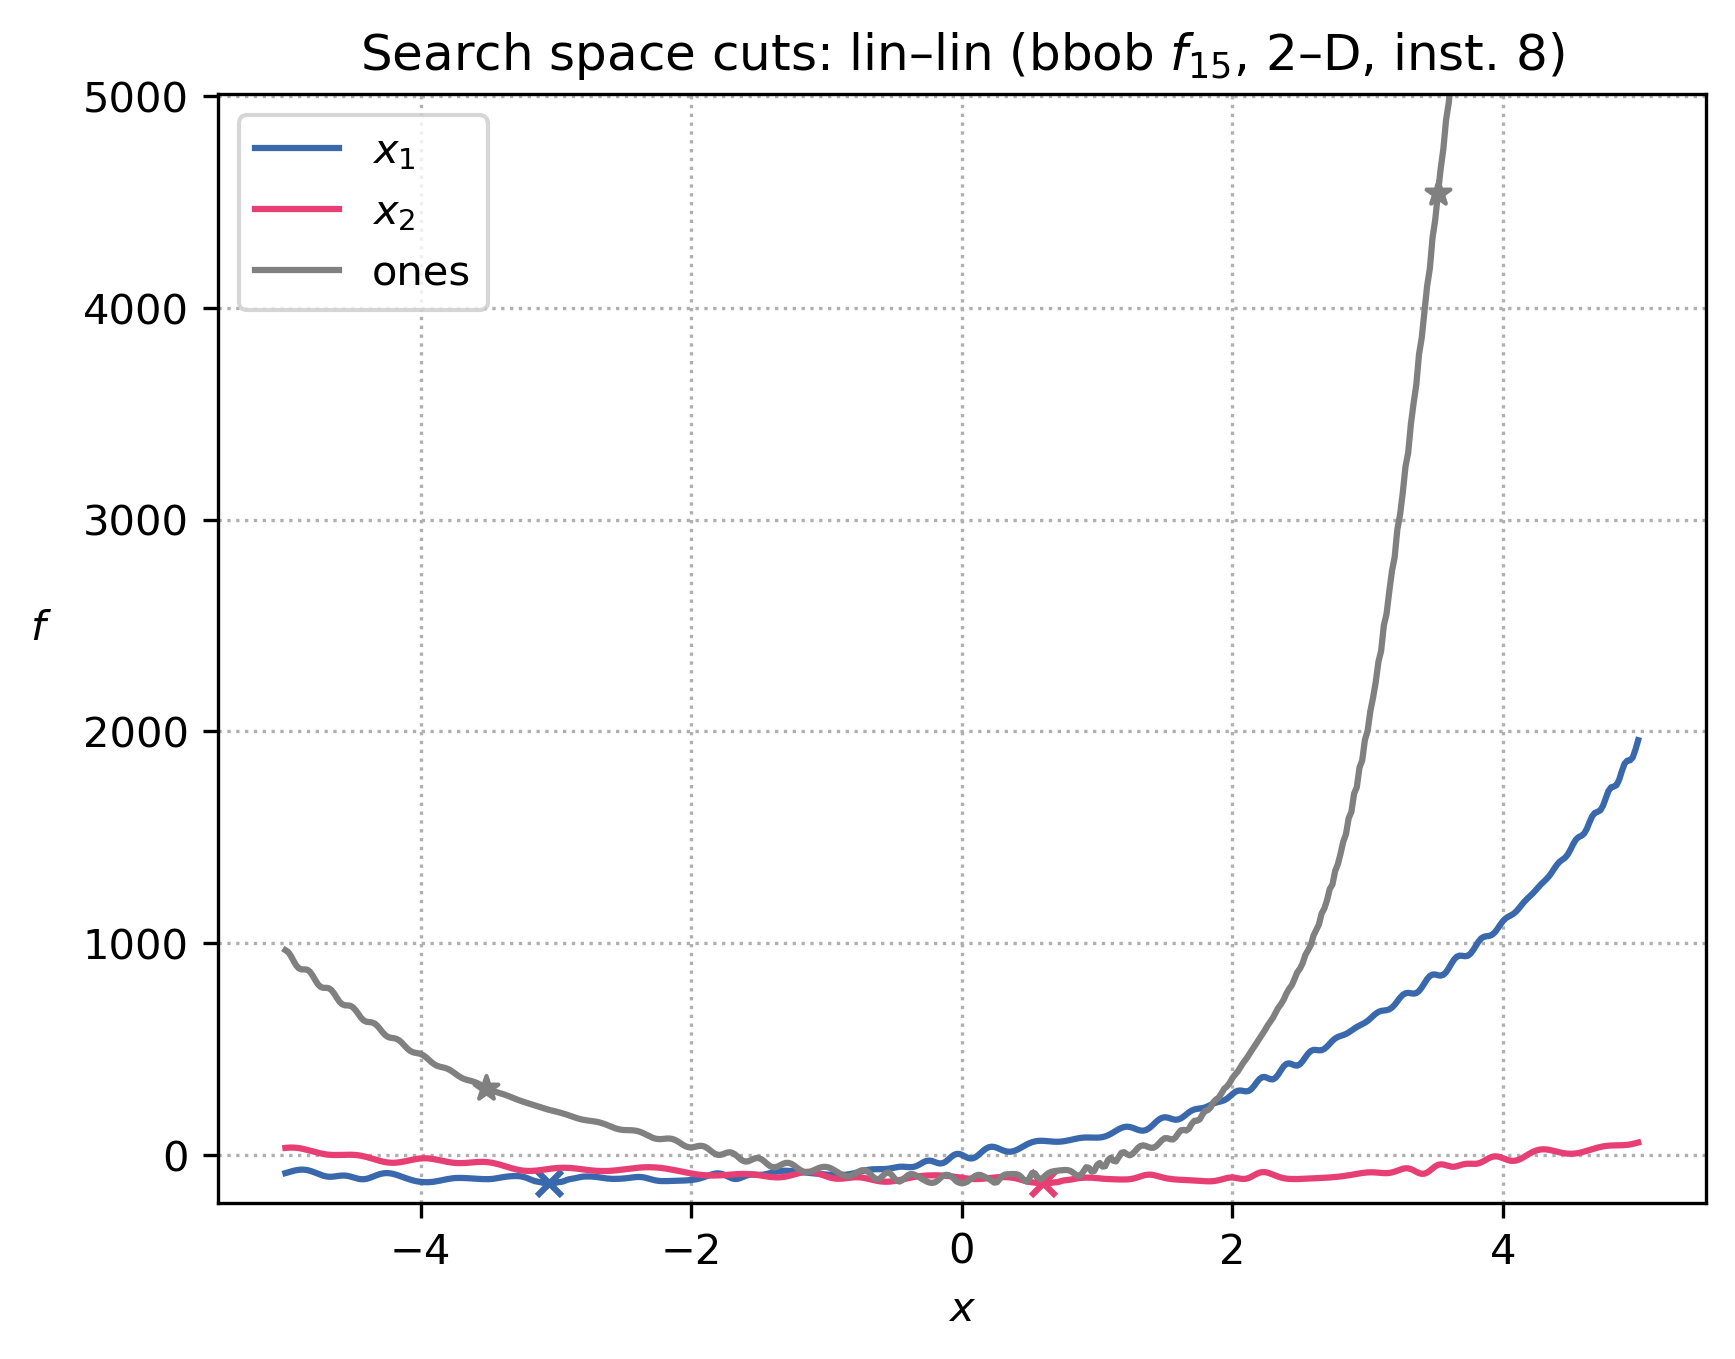 Search space cuts: lin–lin (bbob f15, 2–D, inst. 8)
x1
x2
ones
5000
4000
3000
2000
1000
0
f
−4 −2 0 2 4
x